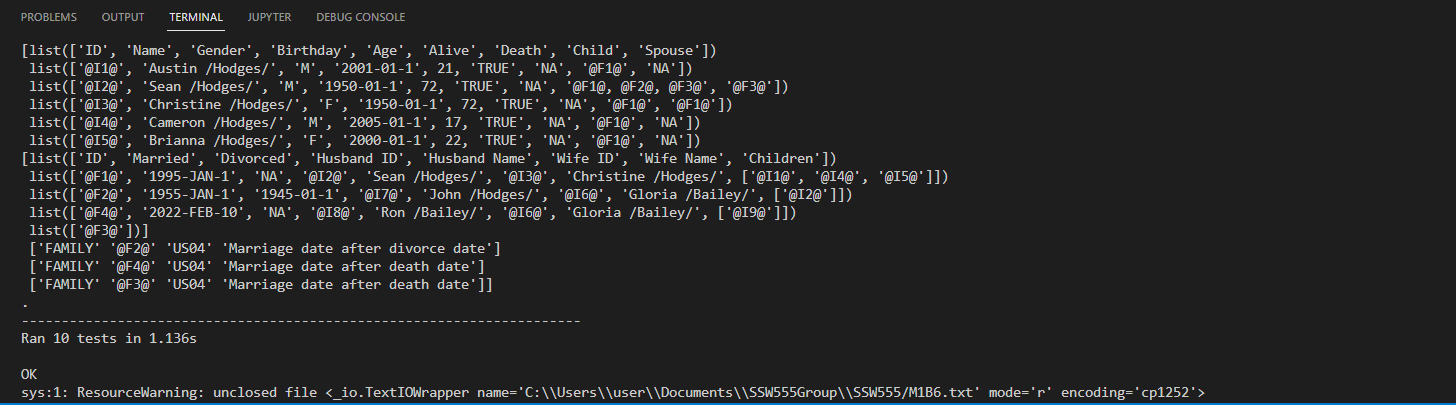 PROBLEMS OUTPUT TERMINAL JUPYTER DEBUG CONSOLE
[list(['ID', 'Name', 'Gender', 'Birthday', 'Age', 'Alive', 'Death', 'Child', 'Spouse'])
list(['@I1@', 'Austin /Hodges/', 'M', '2001-01-1', 21, 'TRUE', 'NA', '@F1@', 'NA'])
list(['@I2@', 'Sean /Hodges/', 'M', '1950-01-1', 72, 'TRUE', 'NA', '@F1@, @F2@, @F3@', '@F3@'])
list(['@I3@', 'Christine /Hodges/', 'F', '1950-01-1', 72, 'TRUE', 'NA', '@F1@', '@F1@'])
list(['@I4@', 'Cameron /Hodges/', 'M', '2005-01-1', 17, 'TRUE', 'NA', '@F1@', 'NA'])
list(['@I5@', 'Brianna /Hodges/', 'F', '2000-01-1', 22, 'TRUE', 'NA', '@F1@', 'NA'])
[list(['ID', 'Married', 'Divorced', 'Husband ID', 'Husband Name', 'Wife ID', 'Wife Name', 'Children'])
list(['@F1@', '1995-JAN-1', 'NA', '@I2@', 'Sean /Hodges/', '@I3@', 'Christine /Hodges/', ['@I1@', '@I4@', '@I5@']])
list(['@F2@', '1955-JAN-1', '1945-01-1', '@I7@', 'John /Hodges/', '@I6@', 'Gloria /Bailey/', ['@I2@']])
list(['@F4@', '2022-FEB-10', 'NA', '@I8@', 'Ron /Bailey/', '@I6@', 'Gloria /Bailey/', ['@I9@']])
list(['@F3@'])]
['FAMILY' '@F2@' 'US04' 'Marriage date after divorce date']
['FAMILY' '@F4@' 'US04' 'Marriage date after death date']
['FAMILY' '@F3@' 'US04' 'Marriage date after death date']]
.
----------------------------------------------------------------------
Ran 10 tests in 1.136s
OK
sys:1: ResourceWarning: unclosed file <_io.TextIOWrapper name='C:\\Users\\user\\Documents\\SSW555Group\\SSW555/M1B6.txt' mode='r' encoding='cp1252'>